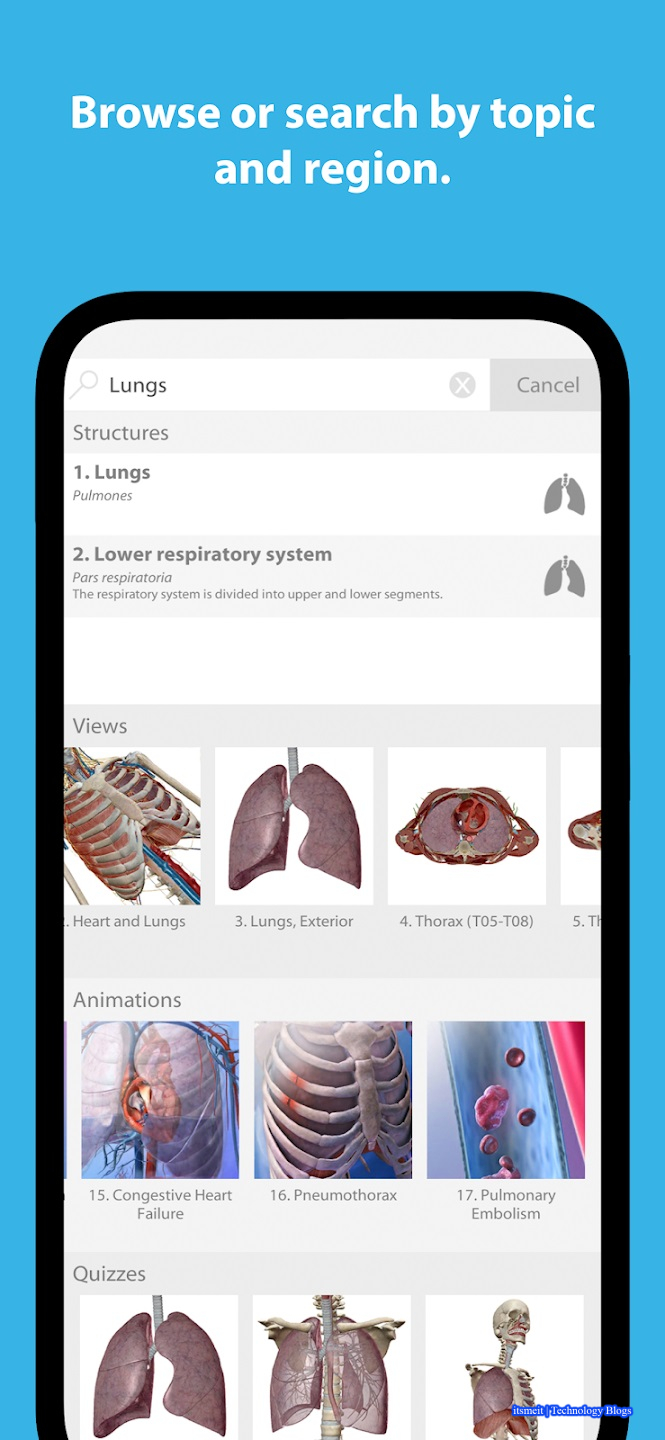 Browse or search by topic
and region.
Lungs
Cancel
Structures
1. Lungs
Pulmones
2. Lower respiratory system
Pars respiratoria
The respiratory system is divided into upper and lower segments.
Views
2. Heart and Lungs
3. Lungs, Exterior
4. Thorax (T05-T08)
5. Th
Animations
15. Congestive Heart
Failure
16. Pneumothorax
17. Pulmonary
Embolism
Quizzes
itsmeit | Technology Blogs